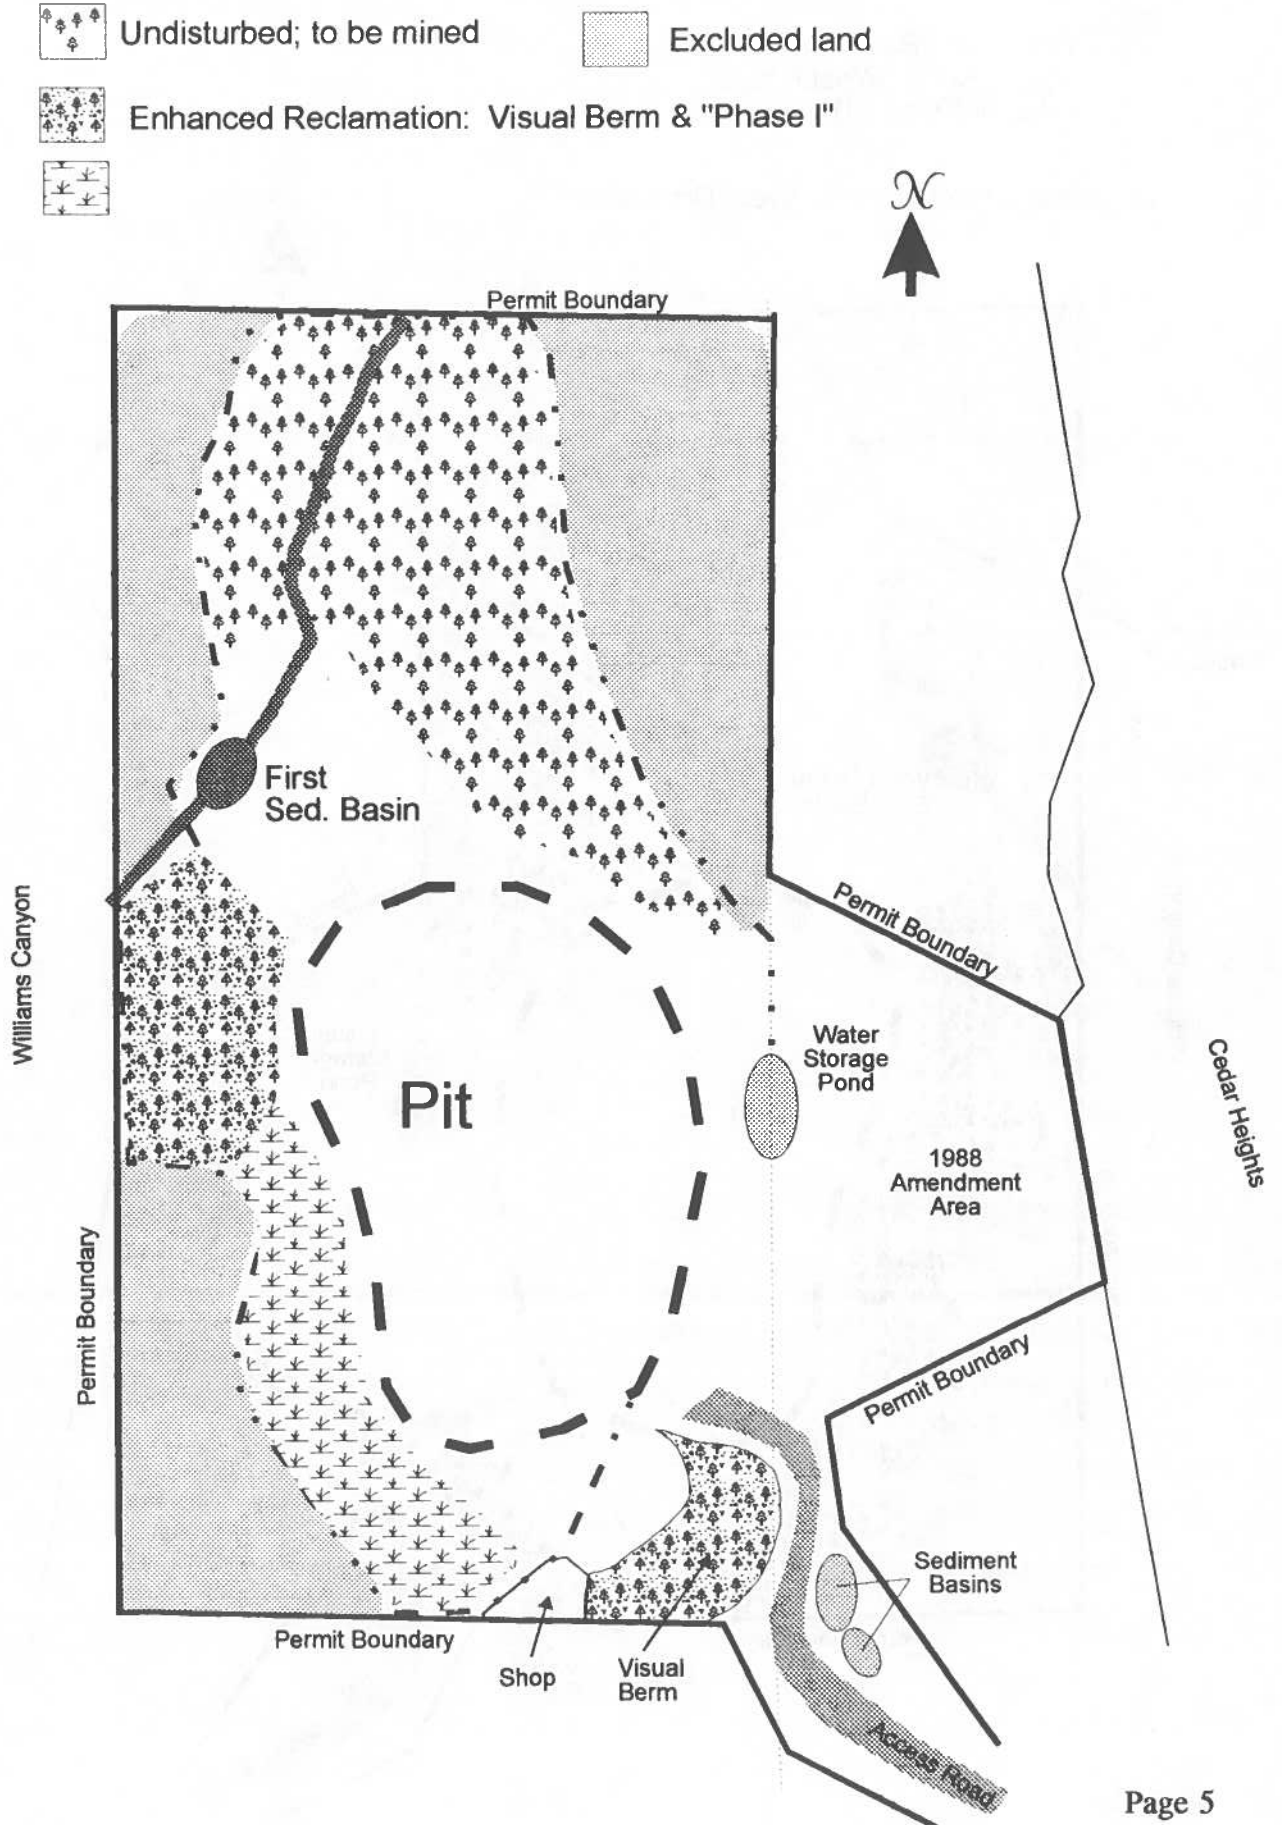 Undisturbed; to be mined
Excluded land
Enhanced Reclamation: Visual Berm & "Phase I"
N
Permit Boundary
First
Sed. Basin
Permit Boundary
Williams Canyon
Water
Storage
Pond
Pit
Cedar Heights
1988
Amendment
Area
Permit Boundary
Permit Boundary
Sediment
Basins
Permit Boundary
Shop
Visual
Berm
Access Road
Page 5